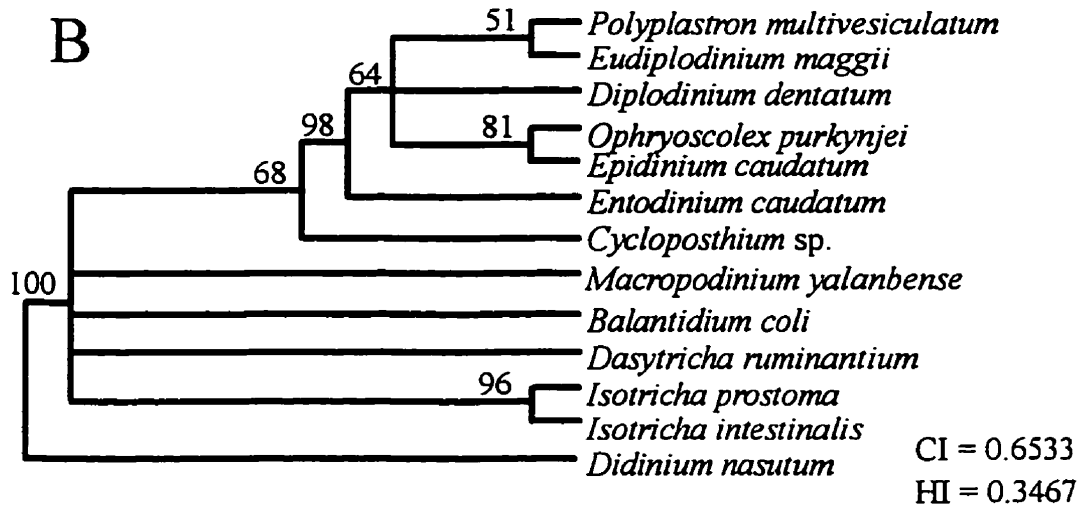 B
51
Polyplastron multivesiculatum
Eudiplodinium maggii
64
Diplodinium dentatum
98
81
Ophryoscolex purkynjei
Epidinium caudatum
68
Entodinium caudatum
Cycloposthium sp.
100
Macropodinium yalanbense
Balantidium coli
Dasytricha ruminantium
96
Isotricha prostoma
Isotricha intestinalis
Didinium nasutum
CI = 0.6533
HI = 0.3467